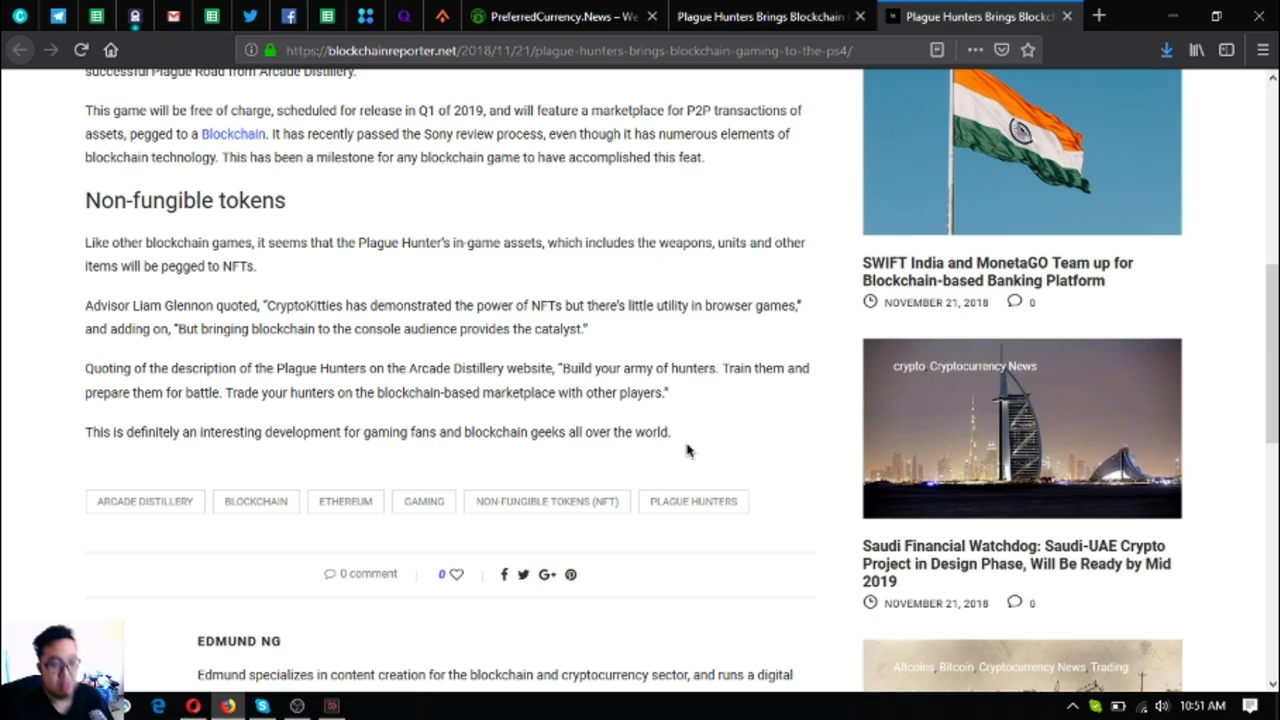 PreferredCurrency.News – We
Plague Hunters Brings Blockchain
Plague Hunters Brings Blockch
https://blockchainreporter.net/2018/11/21/plague-hunters-brings-blockchain-gaming-to-the-ps4/
successful Plague Road from Arcade Distillery.
This game will be free of charge, scheduled for release in Q1 of 2019, and will feature a marketplace for P2P transactions of
assets, pegged to a Blockchain. It has recently passed the Sony review process, even though it has numerous elements of
blockchain technology. This has been a milestone for any blockchain game to have accomplished this feat.
Non-fungible tokens
Like other blockchain games, it seems that the Plague Hunter's in-game assets, which includes the weapons, units and other
items will be pegged to NFTs.
Advisor Liam Glennon quoted, “CryptoKitties has demonstrated the power of NFTs but there's little utility in browser games,”
and adding on, “But bringing blockchain to the console audience provides the catalyst.”
Quoting of the description of the Plague Hunters on the Arcade Distillery website, “Build your army of hunters. Train them and
prepare them for battle. Trade your hunters on the blockchain-based marketplace with other players.”
This is definitely an interesting development for gaming fans and blockchain geeks all over the world.
ARCADE DISTILLERY BLOCKCHAIN ETHEREUM GAMING NON-FUNGIBLE TOKENS (NFT) PLAGUE HUNTERS
0 comment 0 G+
EDMUND NG
Edmund specializes in content creation for the blockchain and cryptocurrency sector, and runs a digital
SWIFT India and MonetaGO Team up for
Blockchain-based Banking Platform
NOVEMBER 21, 2018 0
crypto Cryptocurrency News
Saudi Financial Watchdog: Saudi-UAE Crypto
Project in Design Phase, Will Be Ready by Mid
2019
NOVEMBER 21, 2018 0
Altcoins Bitcoin Cryptocurrency News Trading
10:51 AM